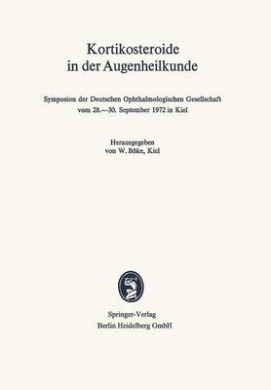 Kortikosteroide
in der Augenheilkunde
Symposion der Deutschen Ophthalmologischen Gesellschaft
vom 28.—30. September 1972 in Kiel
Herausgegeben
von W. Böke, Kiel
Springer-Verlag
Berlin Heidelberg GmbH